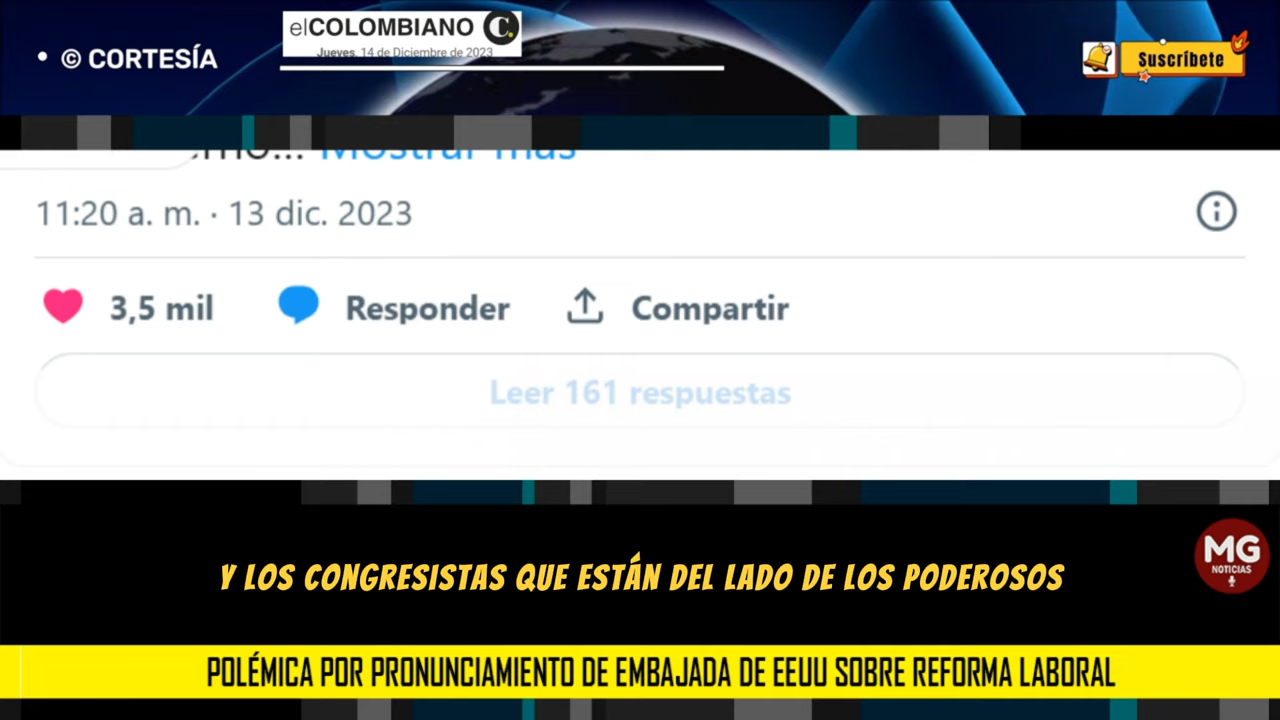 elCOLOMBIANO C.
Jueves, 14 de Diciembre de 2023
• © CORTESÍA
Suscríbete
Mostrar más
11:20 a. m. · 13 dic. 2023
3,5 mil
Responder
Compartir
Leer 161 respuestas
Y LOS CONGRESISTAS QUE ESTÁN DEL LADO DE LOS PODEROSOS
MG
NOTICIAS
POLÉMICA POR PRONUNCIAMIENTO DE EMBAJADA DE EEUU SOBRE REFORMA LABORAL